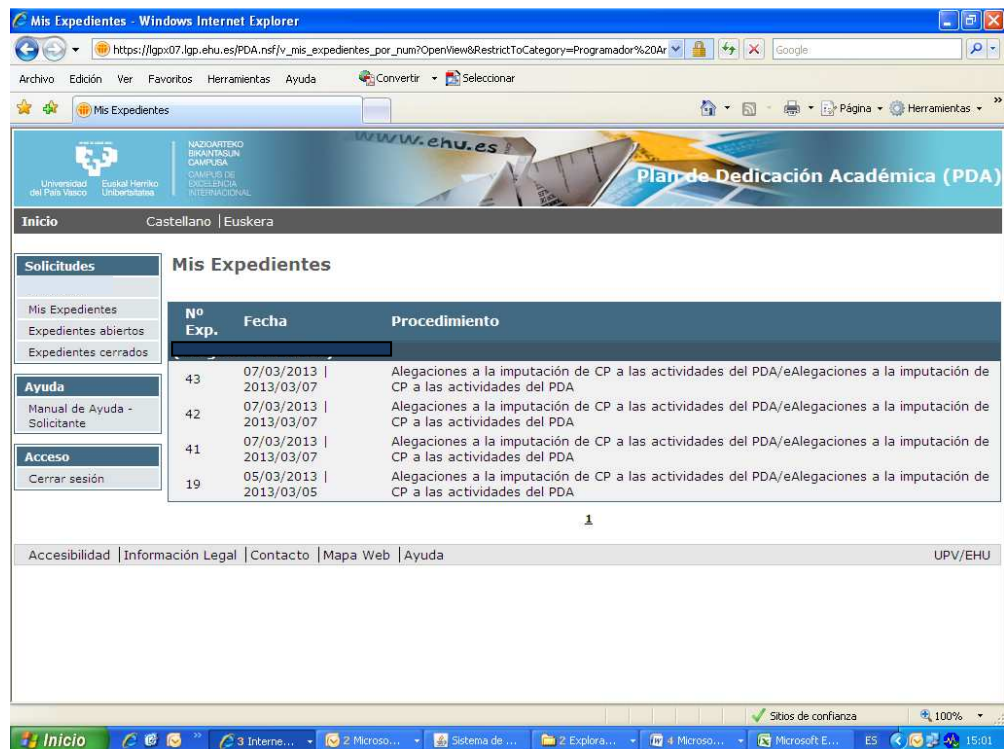 Mis Expedientes - Windows Internet Explorer
https://lgpx07.lgp.ehu.es/PDA.nsf/v_mis_expedientes_por_num?OpenView&RestrictToCategory=Programador%20Ar
Google
Archivo Edición Ver Favoritos Herramientas Ayuda Convertir Seleccionar
Mis Expedientes
Página Herramientas »
www.ehu.es
NAZIOARTEKO
BIKAINTASUN
CAMPUSA
CAMPUS DE
EXCELENCIA
INTERNACIONAL
Universidad del País Vasco
Euskal Herriko Unibertsitatea
Plan de Dedicación Académica (PDA)
Inicio Castellano | Euskera
Solicitudes
Mis Expedientes
Expedientes abiertos
Expedientes cerrados
Ayuda
Manual de Ayuda -
Solicitante
Acceso
Cerrar sesión
Mis Expedientes
Nº Exp. Fecha Procedimiento
43 07/03/2013 | Alegaciones a la imputación de CP a las actividades del PDA/eAlegaciones a la imputación de
2013/03/07 CP a las actividades del PDA
42 07/03/2013 | Alegaciones a la imputación de CP a las actividades del PDA/eAlegaciones a la imputación de
2013/03/07 CP a las actividades del PDA
41 07/03/2013 | Alegaciones a la imputación de CP a las actividades del PDA/eAlegaciones a la imputación de
2013/03/07 CP a las actividades del PDA
19 05/03/2013 | Alegaciones a la imputación de CP a las actividades del PDA/eAlegaciones a la imputación de
2013/03/05 CP a las actividades del PDA
1
Accesibilidad | Información Legal | Contacto | Mapa Web | Ayuda UPV/EHU
Sitios de confianza 100%
Inicio » 3 Interne... 2 Microso... Sistema de ... 2 Explora... 4 Microso... Microsoft E... ES 15:01